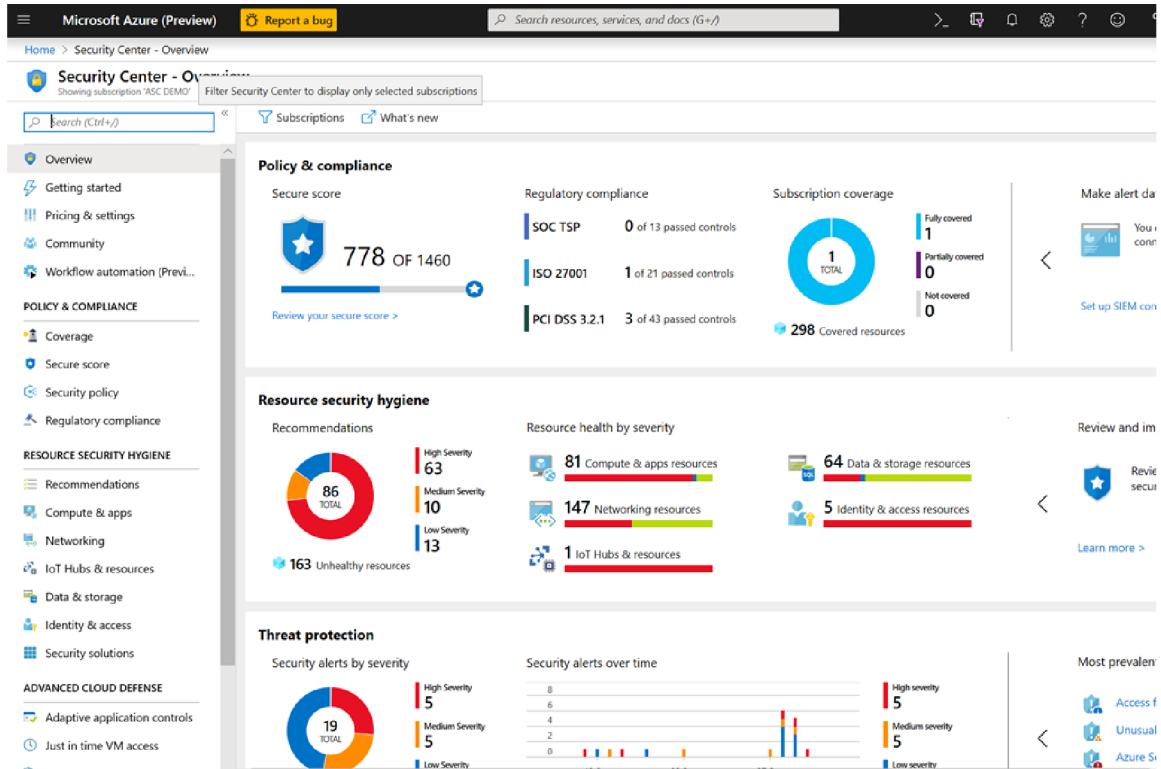 Microsoft Azure (Preview)
Report a bug
Search resources, services, and docs (G+/)
Home > Security Center - Overview
Security Center - Overview
Showing subscription 'ASC DEMO'
Filter Security Center to display only selected subscriptions
Search (Ctrl+/)
Subscriptions
What's new
Overview
Getting started
Pricing & settings
Community
Workflow automation (Previ...
POLICY & COMPLIANCE
Coverage
Secure score
Security policy
Regulatory compliance
RESOURCE SECURITY HYGIENE
Recommendations
Compute & apps
Networking
IoT Hubs & resources
Data & storage
Identity & access
Security solutions
ADVANCED CLOUD DEFENSE
Adaptive application controls
Just in time VM access
Policy & compliance
Secure score
778 OF 1460
Review your secure score >
Regulatory compliance
SOC TSP 0 of 13 passed controls
ISO 27001 1 of 21 passed controls
PCI DSS 3.2.1 3 of 43 passed controls
Subscription coverage
1
TOTAL
Fully covered
1
Partially covered
0
Not covered
0
298 Covered resources
Make alert da
You
conn
Set up SIEM con
Resource security hygiene
Recommendations
86
TOTAL
High Severity
63
Medium Severity
10
Low Severity
13
163 Unhealthy resources
Resource health by severity
81 Compute & apps resources
64 Data & storage resources
147 Networking resources
5 Identity & access resources
1 IoT Hubs & resources
Review and im
Revie
secur
Learn more >
Threat protection
Security alerts by severity
19
TOTAL
High Severity
5
Medium Severity
5
Low Severity
Security alerts over time
8
6
4
2
0
High severity
5
Medium severity
5
Low severity
Most prevalen
Access f
Unusual
Azure Se